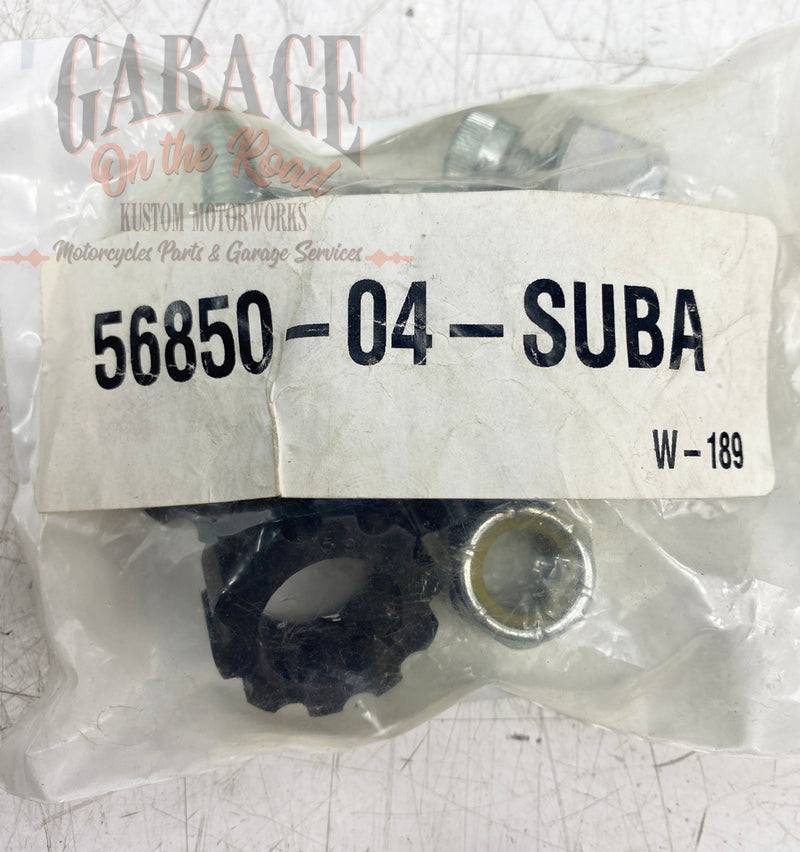 GARAGE
On the Road
KUSTOM MOTORWORKS
Motorcycles Parts & Garage Services
56850-04-SUBA
W-189